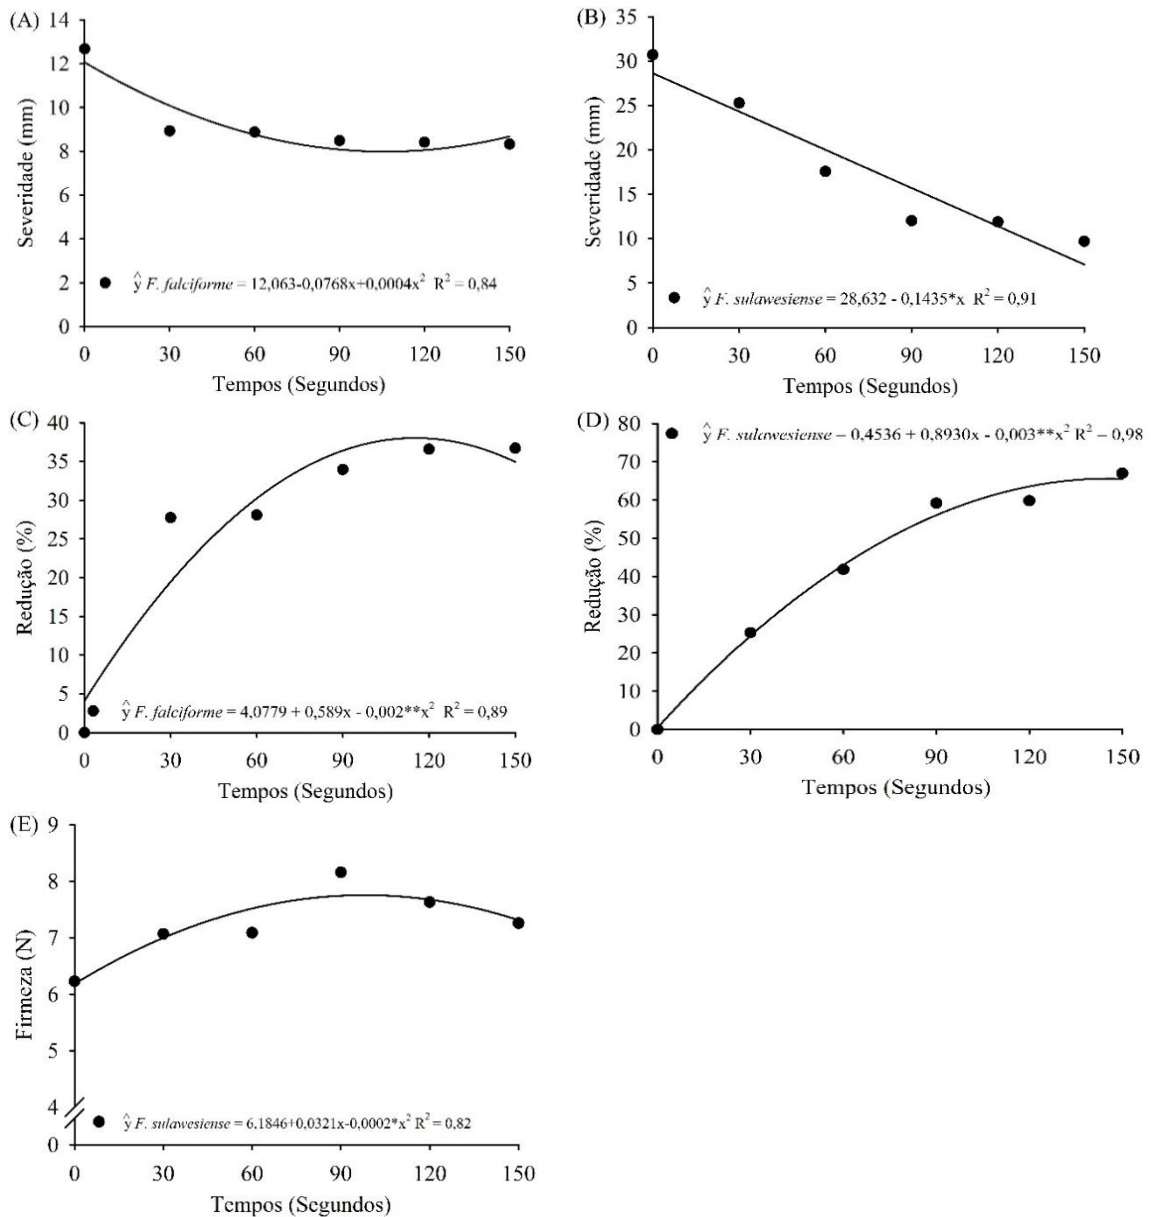 (A)
14
12
10
8
6
4
2
0
Severidade (mm)
ŷ F. falciforme = 12,063-0,0768x+0,0004x² R² = 0,84
0 30 60 90 120 150
Tempos (Segundos)
(B)
35
30
25
20
15
10
5
0
Severidade (mm)
ŷ F. sulawesiense = 28,632 - 0,1435*x R² = 0,91
0 30 60 90 120 150
Tempos (Segundos)
(C)
40
35
30
25
20
15
10
5
0
Redução (%)
ŷ F. falciforme = 4,0779 + 0,589x - 0,002**x² R² = 0,89
0 30 60 90 120 150
Tempos (Segundos)
(D)
80
70
60
50
40
30
20
10
0
Redução (%)
ŷ F. sulawesiense = 0,4536 + 0,8930x - 0,003**x² R² = 0,98
0 30 60 90 120 150
Tempos (Segundos)
(E)
9
8
7
6
5
4
0
Firmeza (N)
ŷ F. sulawesiense = 6,1846+0,0321x-0,0002*x² R² = 0,82
0 30 60 90 120 150
Tempos (Segundos)